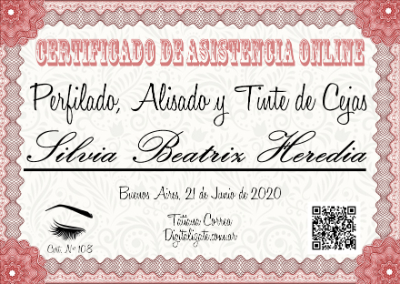 CERTIFICADO DE ASISTENCIA ONLINE
Perfilado, Alisado y Tinte de Cejas
Silvia Beatriz Heredia
Buenos Aires, 21 de Junio de 2020
Tatiana Correa
Digitalizate.com.ar
Cert. Nº 108